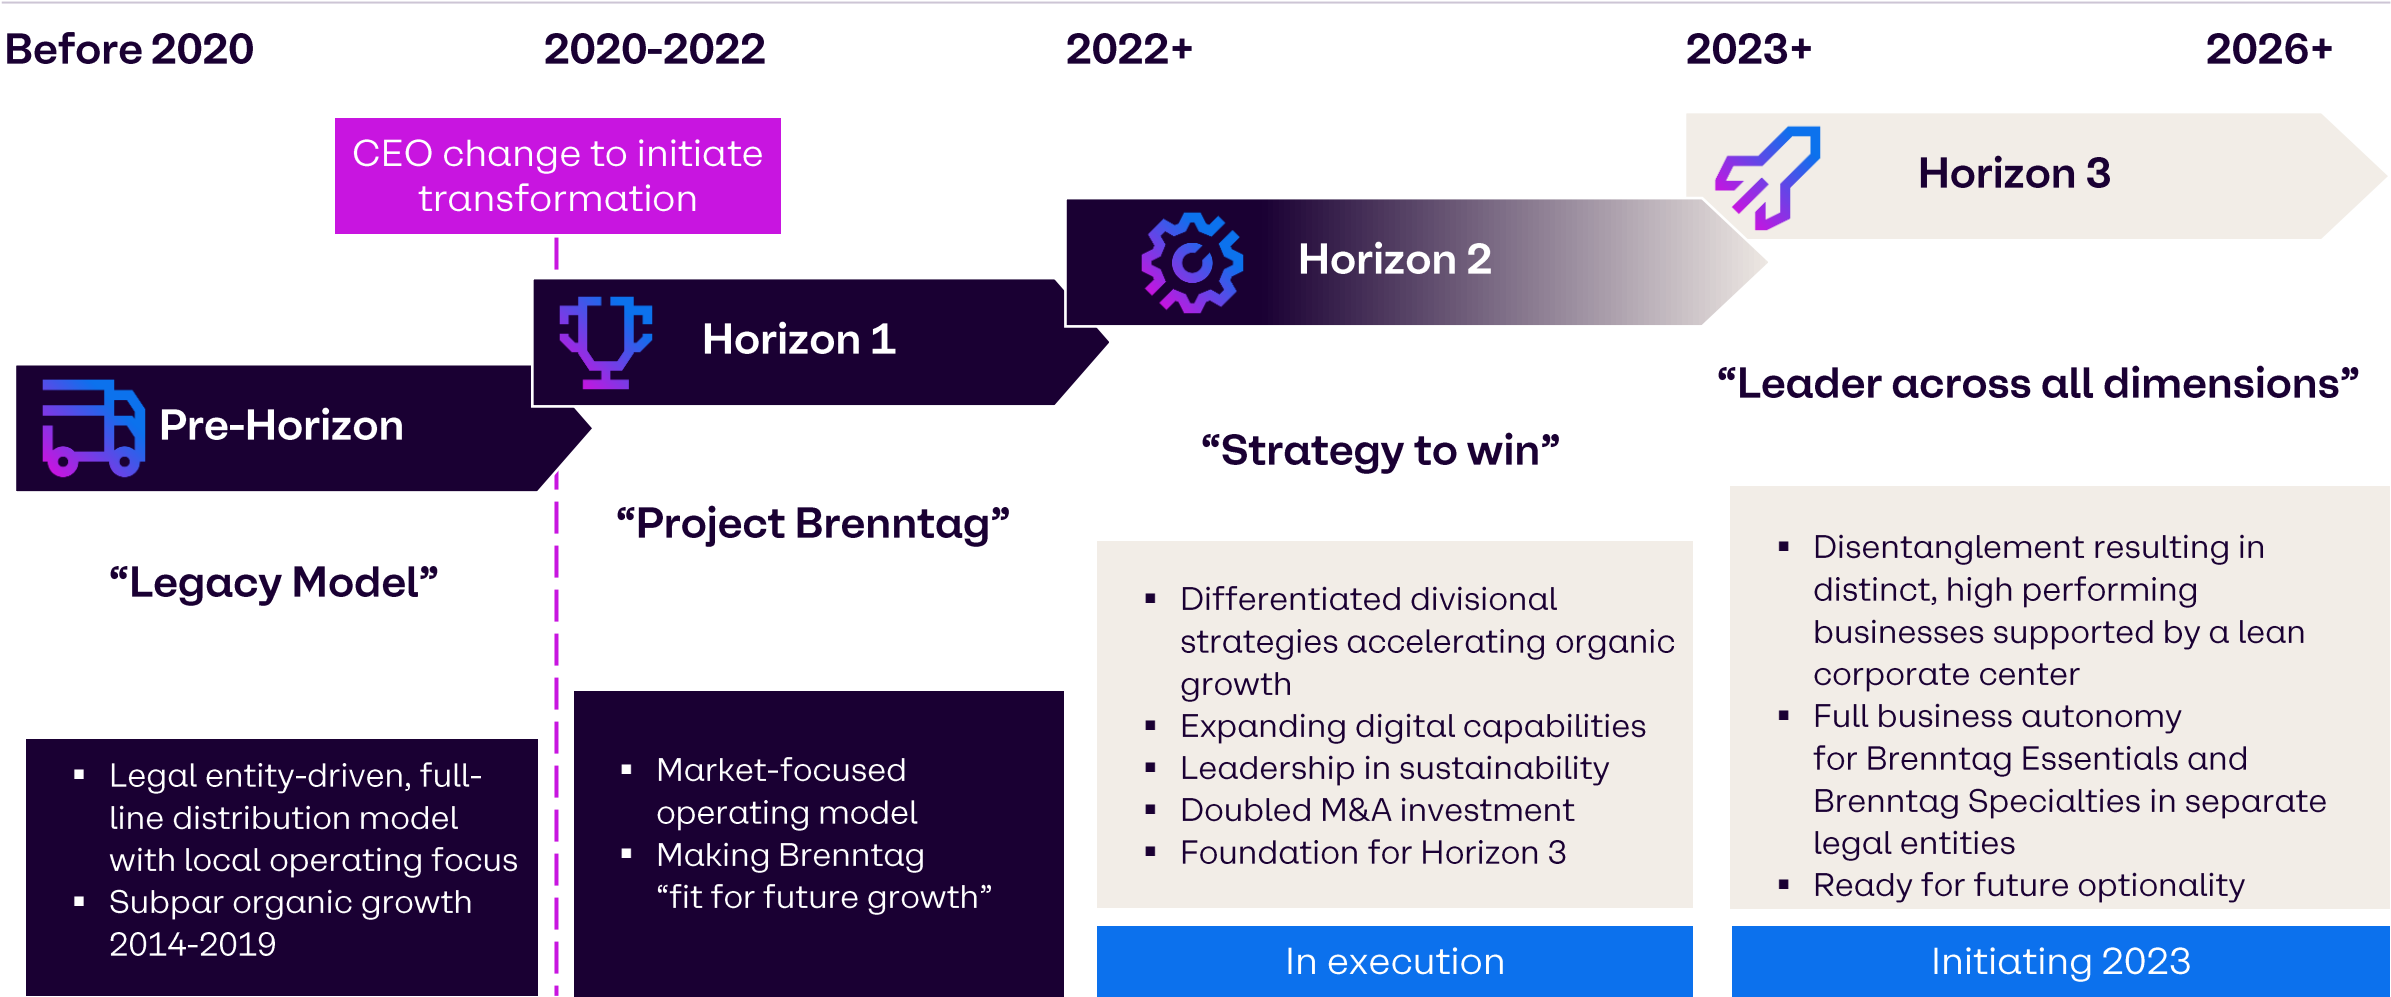 Before 2020
2020-2022
2022+
2023+
2026+
CEO change to initiate
transformation
Pre-Horizon
Horizon 1
Horizon 2
Horizon 3
“Legacy Model”
▪ Legal entity-driven, full-
line distribution model
with local operating focus
▪ Subpar organic growth
2014-2019
“Project Brenntag”
▪ Market-focused
operating model
▪ Making Brenntag
“fit for future growth”
“Strategy to win”
▪ Differentiated divisional
strategies accelerating organic
growth
▪ Expanding digital capabilities
▪ Leadership in sustainability
▪ Doubled M&A investment
▪ Foundation for Horizon 3
In execution
“Leader across all dimensions”
▪ Disentanglement resulting in
distinct, high performing
businesses supported by a lean
corporate center
▪ Full business autonomy
for Brenntag Essentials and
Brenntag Specialties in separate
legal entities
▪ Ready for future optionality
Initiating 2023